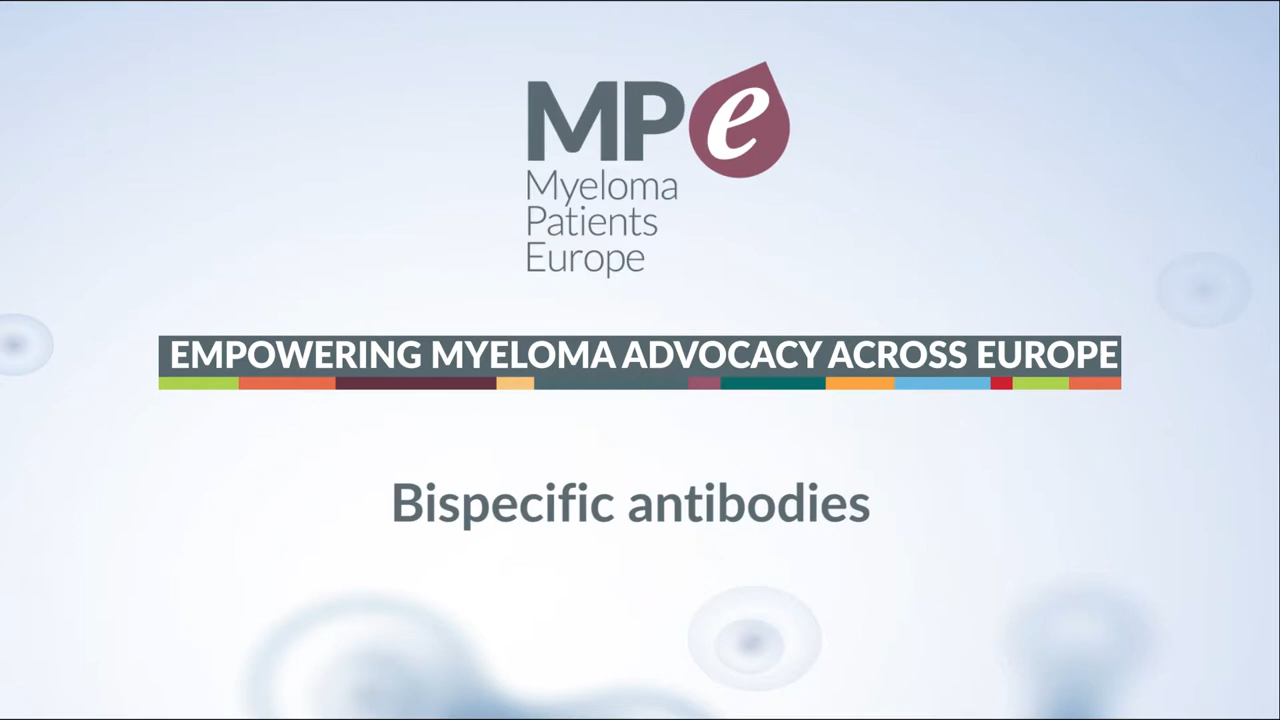 MPe
Myeloma
Patients
Europe
EMPOWERING MYELOMA ADVOCACY ACROSS EUROPE
Bispecific antibodies